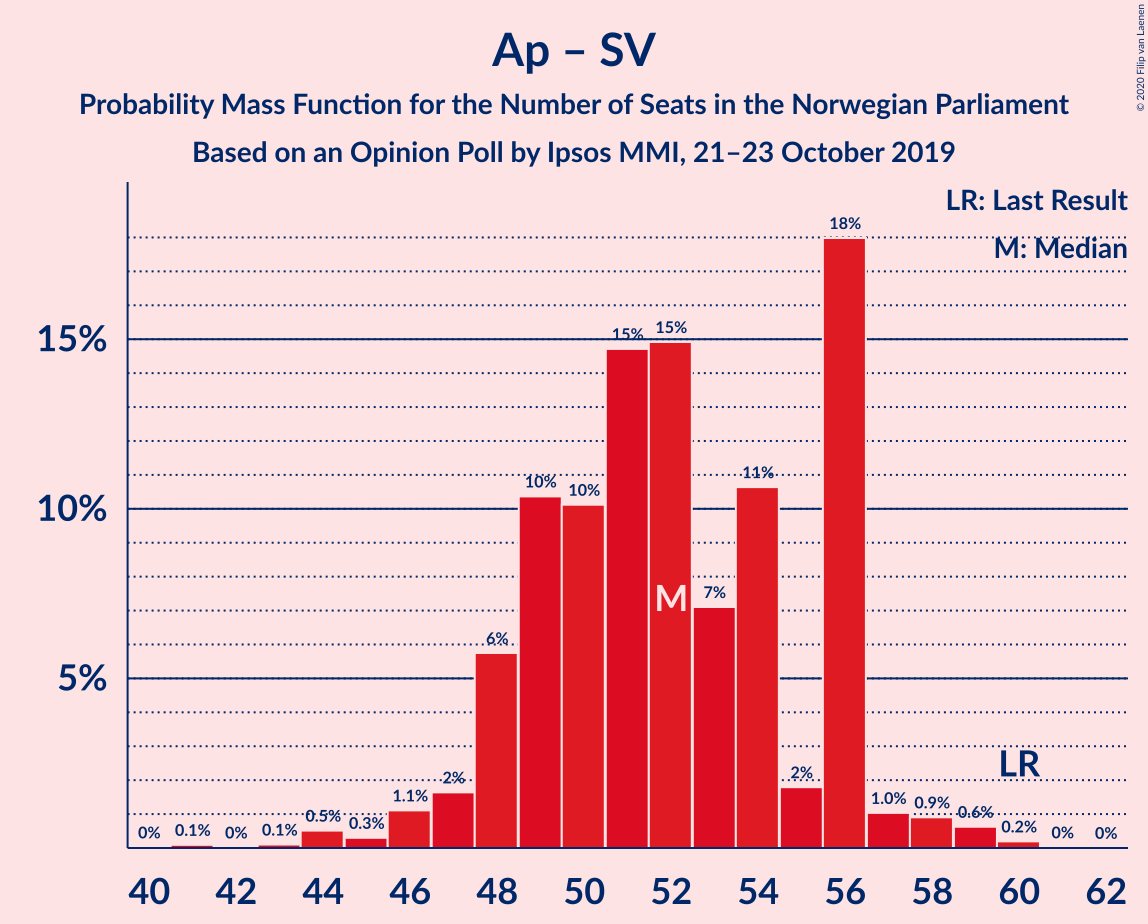 Ap – SV
Probability Mass Function for the Number of Seats in the Norwegian Parliament
Based on an Opinion Poll by Ipsos MMI, 21–23 October 2019
© 2020 Filip van Laenen
LR: Last Result
M: Median
15%
10%
5%
0%
0.1%
0%
0.1%
0.5%
0.3%
1.1%
2%
6%
10%
10%
15%
15%
7%
11%
2%
18%
1.0%
0.9%
0.6%
0.2%
0%
0%
M
LR
40 42 44 46 48 50 52 54 56 58 60 62